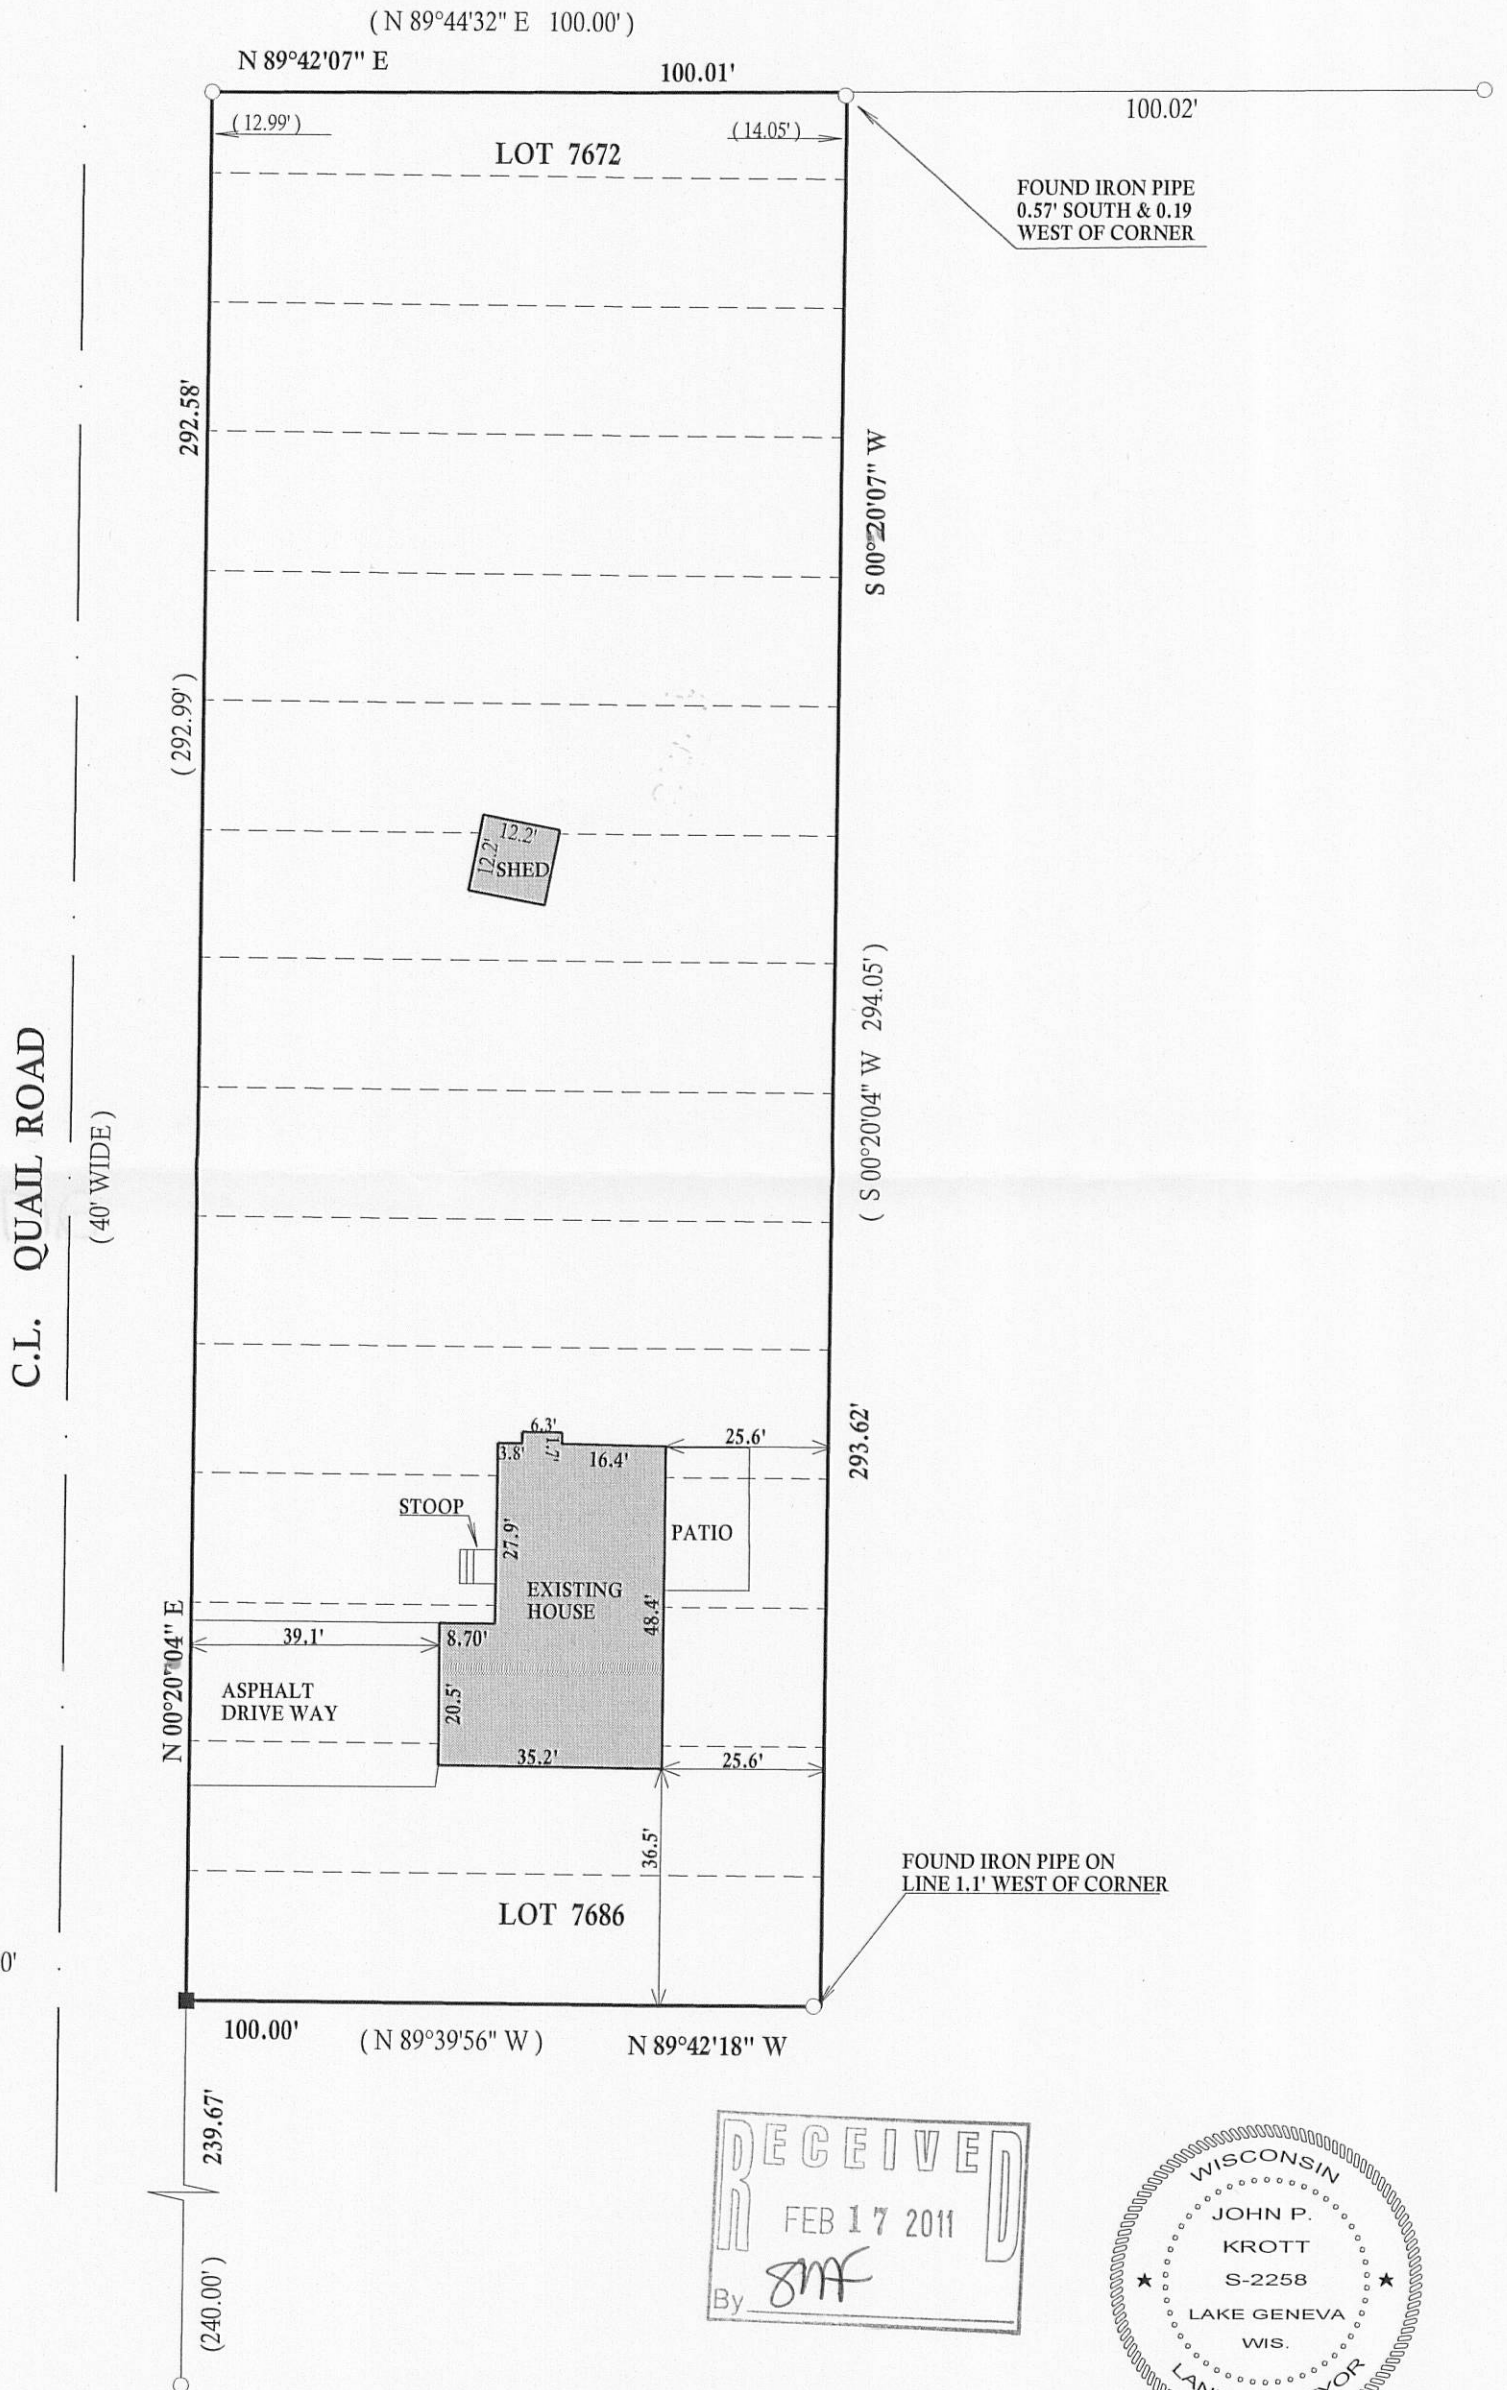 ( N 89°44'32" E 100.00' )
N 89°42'07" E
100.01'
100.02'
( 12.99' )
( 14.05' )
LOT 7672
FOUND IRON PIPE
0.57' SOUTH & 0.19
WEST OF CORNER
292.58'
S 00°20'07" W
( 292.99' )
12.2'
12.2'
SHED
( S 00°20'04" W 294.05' )
C.L. QUAIL ROAD
( 40' WIDE )
293.62'
6.3'
3.8'
1.7'
16.4'
25.6'
STOOP
27.9'
PATIO
EXISTING
HOUSE
48.4'
N 00°20'04" E
39.1'
8.70'
ASPHALT
DRIVE WAY
20.5'
35.2'
25.6'
36.5'
FOUND IRON PIPE ON
LINE 1.1' WEST OF CORNER
LOT 7686
0'
100.00'
( N 89°39'56" W )
N 89°42'18" W
239.67'
(240.00' )
RECEIVED
FEB 17 2011
By
WISCONSIN
JOHN P.
KROTT
S-2258
LAKE GENEVA
WIS.